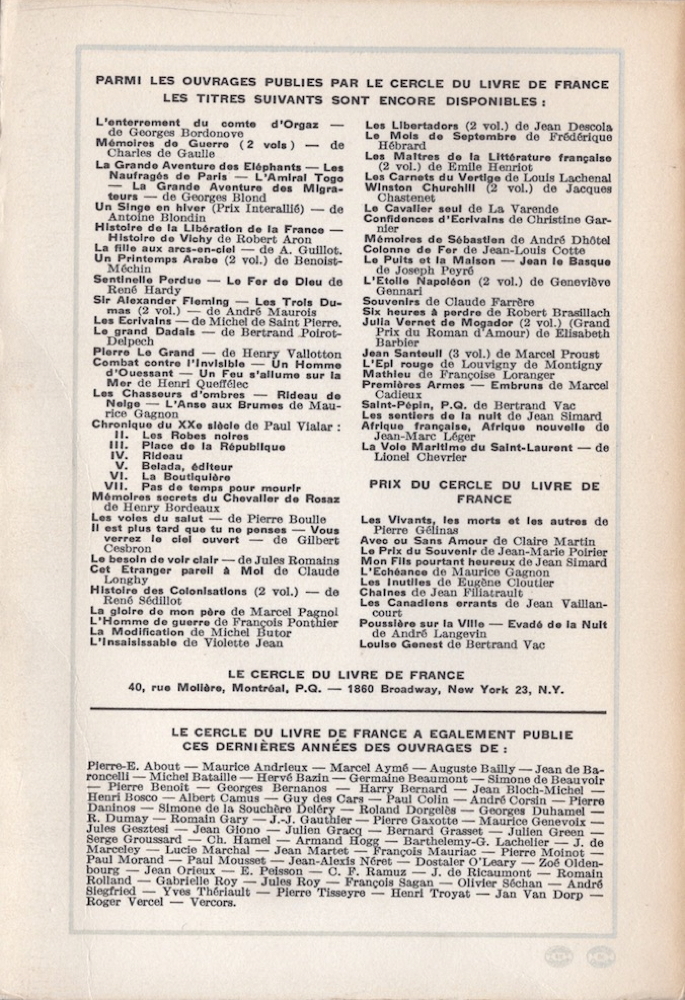 PARMI LES OUVRAGES PUBLIES PAR LE CERCLE DU LIVRE DE FRANCE
LES TITRES SUIVANTS SONT ENCORE DISPONIBLES :
L'enterrement du comte d'Orgaz —
de Georges Bordonove
Mémoires de Guerre (2 vols) — de
Charles de Gaulle
La Grande Aventure des Eléphants — Les
Naufragés de Paris — L'Amiral Togo
— La Grande Aventure des Migra-
teurs — de Georges Blond
Un Singe en hiver (Prix Interallié) — de
Antoine Blondin
Histoire de la Libération de la France —
Histoire de Vichy de Robert Aron
La fille aux arcs-en-ciel — de A. Guillot.
Un Printemps Arabe (2 vol.) de Benoist-
Méchin
Sentinelle Perdue — Le Fer de Dieu de
René Hardy
Sir Alexander Fleming — Les Trois Du-
mas (2 vol.) — de André Maurois
Les Ecrivains — de Michel de Saint Pierre.
Le grand Dadais — de Bertrand Poirot-
Delpech
Pierre Le Grand — de Henry Vallotton
Combat contre l'Invisible — Un Homme
d'Ouessant — Un Feu s'allume sur la
Mer de Henri Queffélec
Les Chasseurs d'ombres — Rideau de
Neige — L'Anse aux Brumes de Mau-
rice Gagnon
Chronique du XXe siècle de Paul Vialar :
II. Les Robes noires
III. Place de la République
IV. Rideau
V. Belada, éditeur
VI. La Boutiquière
VII. Pas de temps pour mourir
Mémoires secrets du Chevalier de Rosaz
de Henry Bordeaux
Les voies du salut — de Pierre Boulle
Il est plus tard que tu ne penses — Vous
verrez le ciel ouvert — de Gilbert
Cesbron
Le besoin de voir clair — de Jules Romains
Cet Etranger pareil à Moi de Claude
Longhy
Histoire des Colonisations (2 vol.) — de
René Sédillot
La gloire de mon père de Marcel Pagnol
L'Homme de guerre de François Ponthier
La Modification de Michel Butor
L'Insaisissable de Violette Jean
Les Libertadors (2 vol.) de Jean Descola
Le Mois de Septembre de Frédérique
Hébrard
Les Maîtres de la Littérature française
(2 vol.) de Emile Henriot
Les Carnets du Vertige de Louis Lachenal
Winston Churchill (2 vol.) de Jacques
Chastenet
Le Cavalier seul de La Varende
Confidences d'Ecrivains de Christine Gar-
nier
Mémoires de Sébastien de André Dhôtel
Colonne de Fer de Jean-Louis Cotte
Le Puits et la Maison — Jean le Basque
de Joseph Peyré
L'Etoile Napoléon (2 vol.) de Geneviève
Gennari
Souvenirs de Claude Farrère
Six heures à perdre de Robert Brasillach
Julia Vernet de Mogador (2 vol.) (Grand
Prix du Roman d'Amour) de Elisabeth
Barbier
Jean Santeuil (3 vol.) de Marcel Proust
L'Epi rouge de Louvigny de Montigny
Mathieu de Françoise Loranger
Premières Armes — Embruns de Marcel
Cadieux
Saint-Pépin, P.Q. de Bertrand Vac
Les sentiers de la nuit de Jean Simard
Afrique française, Afrique nouvelle de
Jean-Marc Léger
La Voie Maritime du Saint-Laurent — de
Lionel Chevrier
PRIX DU CERCLE DU LIVRE DE
FRANCE
Les Vivants, les morts et les autres de
Pierre Gélinas
Avec ou Sans Amour de Claire Martin
Le Prix du Souvenir de Jean-Marie Poirier
Mon Fils pourtant heureux de Jean Simard
L'Echéance de Maurice Gagnon
Les Inutiles de Eugène Cloutier
Chaînes de Jean Filiatrault
Les Canadiens errants de Jean Vaillan-
court
Poussière sur la Ville — Evadé de la Nuit
de André Langevin
Louise Genest de Bertrand Vac
LE CERCLE DU LIVRE DE FRANCE
40, rue Molière, Montréal, P.Q. — 1860 Broadway, New York 23, N.Y.
LE CERCLE DU LIVRE DE FRANCE A EGALEMENT PUBLIE
CES DERNIÈRES ANNÉES DES OUVRAGES DE :
Pierre-E. About — Maurice Andrieux — Marcel Aymé — Auguste Bailly — Jean de Ba-
roncelli — Michel Bataille — Hervé Bazin — Germaine Beaumont — Simone de Beauvoir
— Pierre Benoit — Georges Bernanos — Harry Bernard — Jean Bloch-Michel —
Henri Bosco — Albert Camus — Guy des Cars — Paul Colin — André Corsin — Pierre
Daninos — Simone de la Souchère Deléry — Roland Dorgelès — Georges Duhamel —
R. Dumay — Romain Gary — J.-J. Gauthier — Pierre Gaxotte — Maurice Genevoix —
Jules Gesztesi — Jean Giono — Julien Gracq — Bernard Grasset — Julien Green —
Serge Groussard — Ch. Hamel — Armand Hogg — Barthelemy-G. Lachelier — J. de
Marceley — Lucie Marchal — Jean Martet — François Mauriac — Pierre Moinot —
Paul Morand — Paul Mousset — Jean-Alexis Néret — Dostaler O'Leary — Zoé Olden-
bourg — Jean Orieux — E. Peisson — C. F. Ramuz — J. de Ricaumont — Romain
Rolland — Gabrielle Roy — Jules Roy — François Sagan — Olivier Séchan — André
Siegfried — Yves Thériault — Pierre Tisseyre — Henri Troyat — Jan Van Dorp —
Roger Vercel — Vercors.